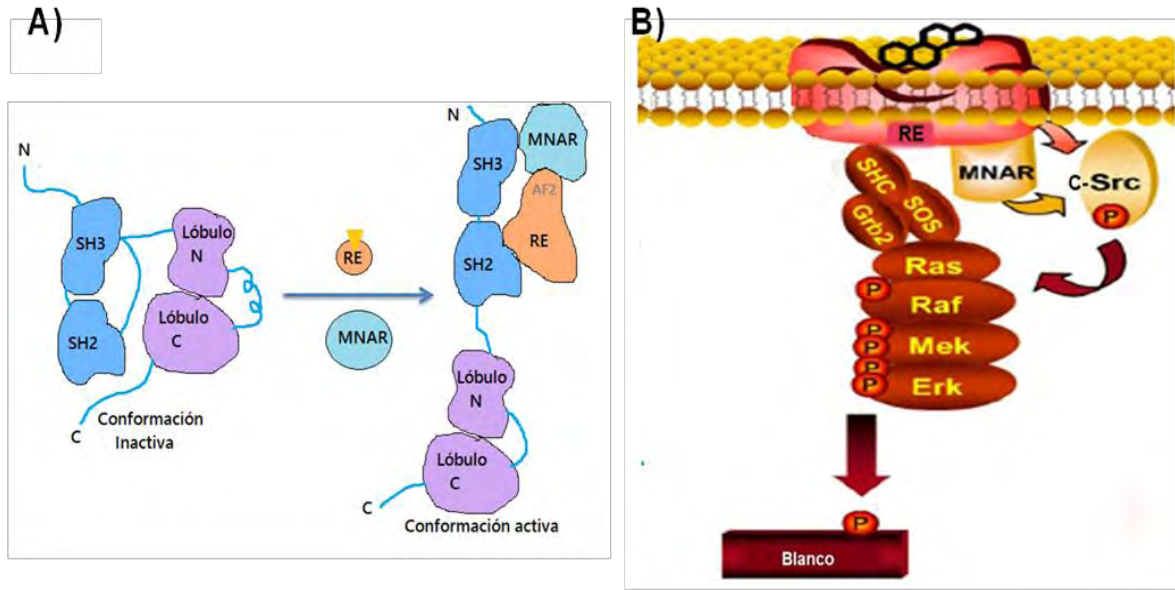 A)
N
SH3
SH2
Lóbulo
N
Lóbulo
C
C
Conformación
Inactiva
RE
MNAR
N
SH3
MNAR
AF2
RE
SH2
Lóbulo
N
Lóbulo
C
C
Conformación activa
B)
RE
MNAR
C-Src
P
SHC
Grb2
SOS
Ras
P
Raf
P
Mek
P
P
Erk
P
Blanco